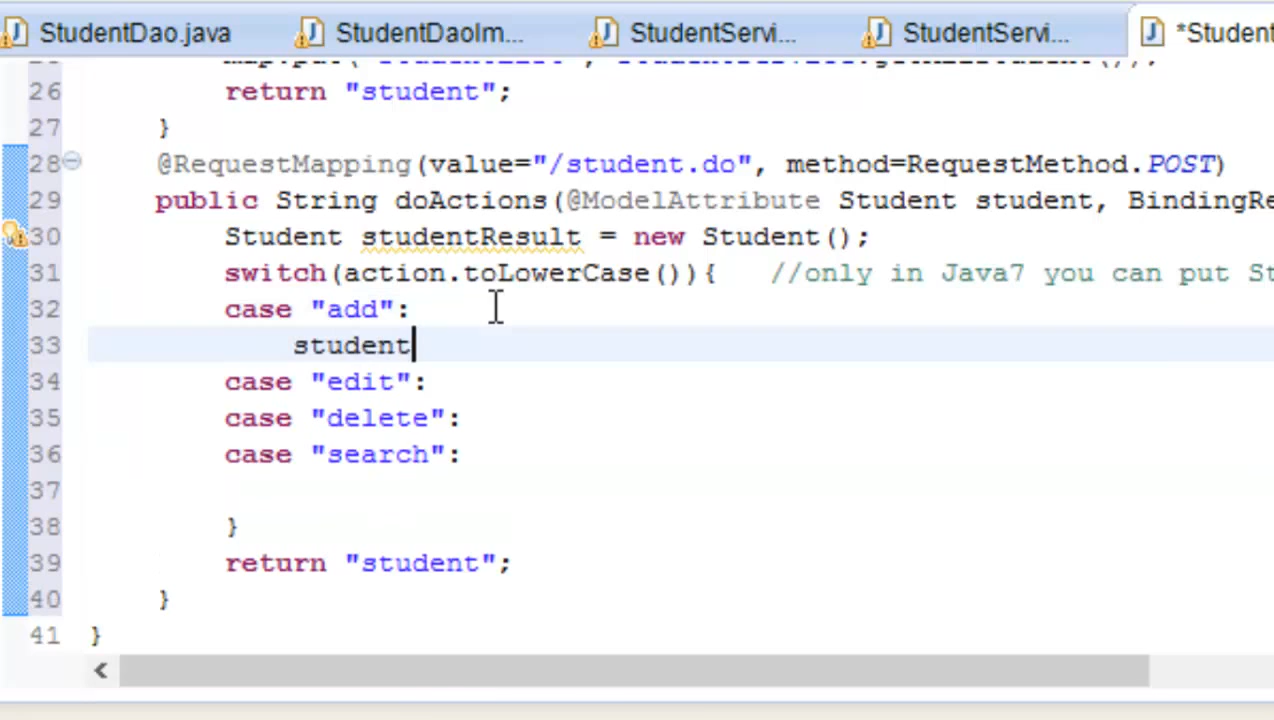 StudentDao.java StudentDaoIm... StudentServi... StudentServi... *Student
26 return "student";
27 }
28 @RequestMapping(value="/student.do", method=RequestMethod.POST)
29 public String doActions(@ModelAttribute Student student, BindingRe
30 Student studentResult = new Student();
31 switch(action.toLowerCase()){ //only in Java7 you can put St
32 case "add":
33 student
34 case "edit":
35 case "delete":
36 case "search":
37
38 }
39 return "student";
40 }
41 }